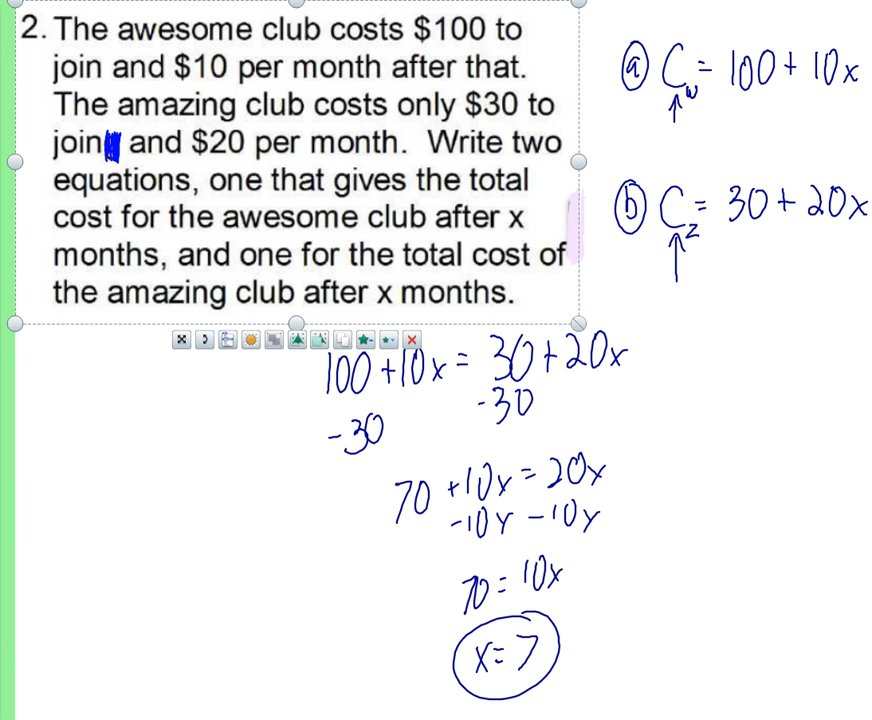 2. The awesome club costs $100 to
join and $10 per month after that.
The amazing club costs only $30 to
join and $20 per month. Write two
equations, one that gives the total
cost for the awesome club after x
months, and one for the total cost of
the amazing club after x months.
ⓐ C_w = 100 + 10x
ⓑ C_z = 30 + 20x
100 + 10x = 30 + 20x
-30 -30
70 + 10x = 20x
-10x -10x
70 = 10x
x = 7